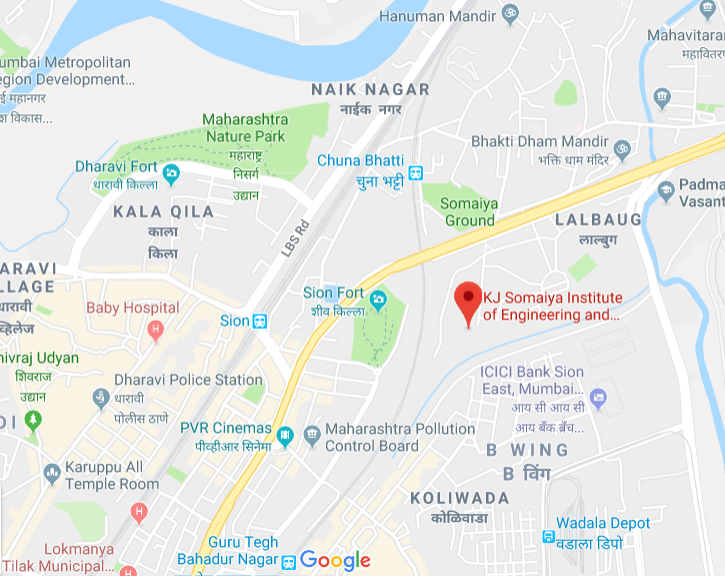 Hanuman Mandir
Mahavitaran
महावितर
umbai Metropolitan
egion Development...
ई महानगर
श विकास...
NAIK NAGAR
नाईक नगर
Maharashtra
Nature Park
महाराष्ट्र
निसर्ग
उद्यान
Bhakti Dham Mandir
भक्ति धाम मंदिर
Chuna Bhatti
चुना भट्टी
Dharavi Fort
धारावी किल्ला
Padma
Vasant
Somaiya
Ground
KALA QILA
काला
किला
LALBAUG
लालबुग
LBS Rd
ARAVI
LLAGE
धारावी
व्हिलेज
Sion Fort
शीव किल्ला
KJ Somaiya Institute
of Engineering and...
Baby Hospital
Sion
hivraj Udyan
शिवराज
उद्यान
ICICI Bank Sion
East, Mumbai...
आय सी आय सी
आय बँक ब्रँच...
Dharavi Police Station
धारावी
पोलीस ठाणे
PVR Cinemas
पीव्हीआर सिनेमा
Maharashtra Pollution
Control Board
B WING
B विंग
Karuppu All
Temple Room
KOLIWADA
कोळिवाडा
Wadala Depot
वडाला डिपो
Lokmanya
Tilak Municipal...
Guru Tegh
Bahadur Nagar
Google